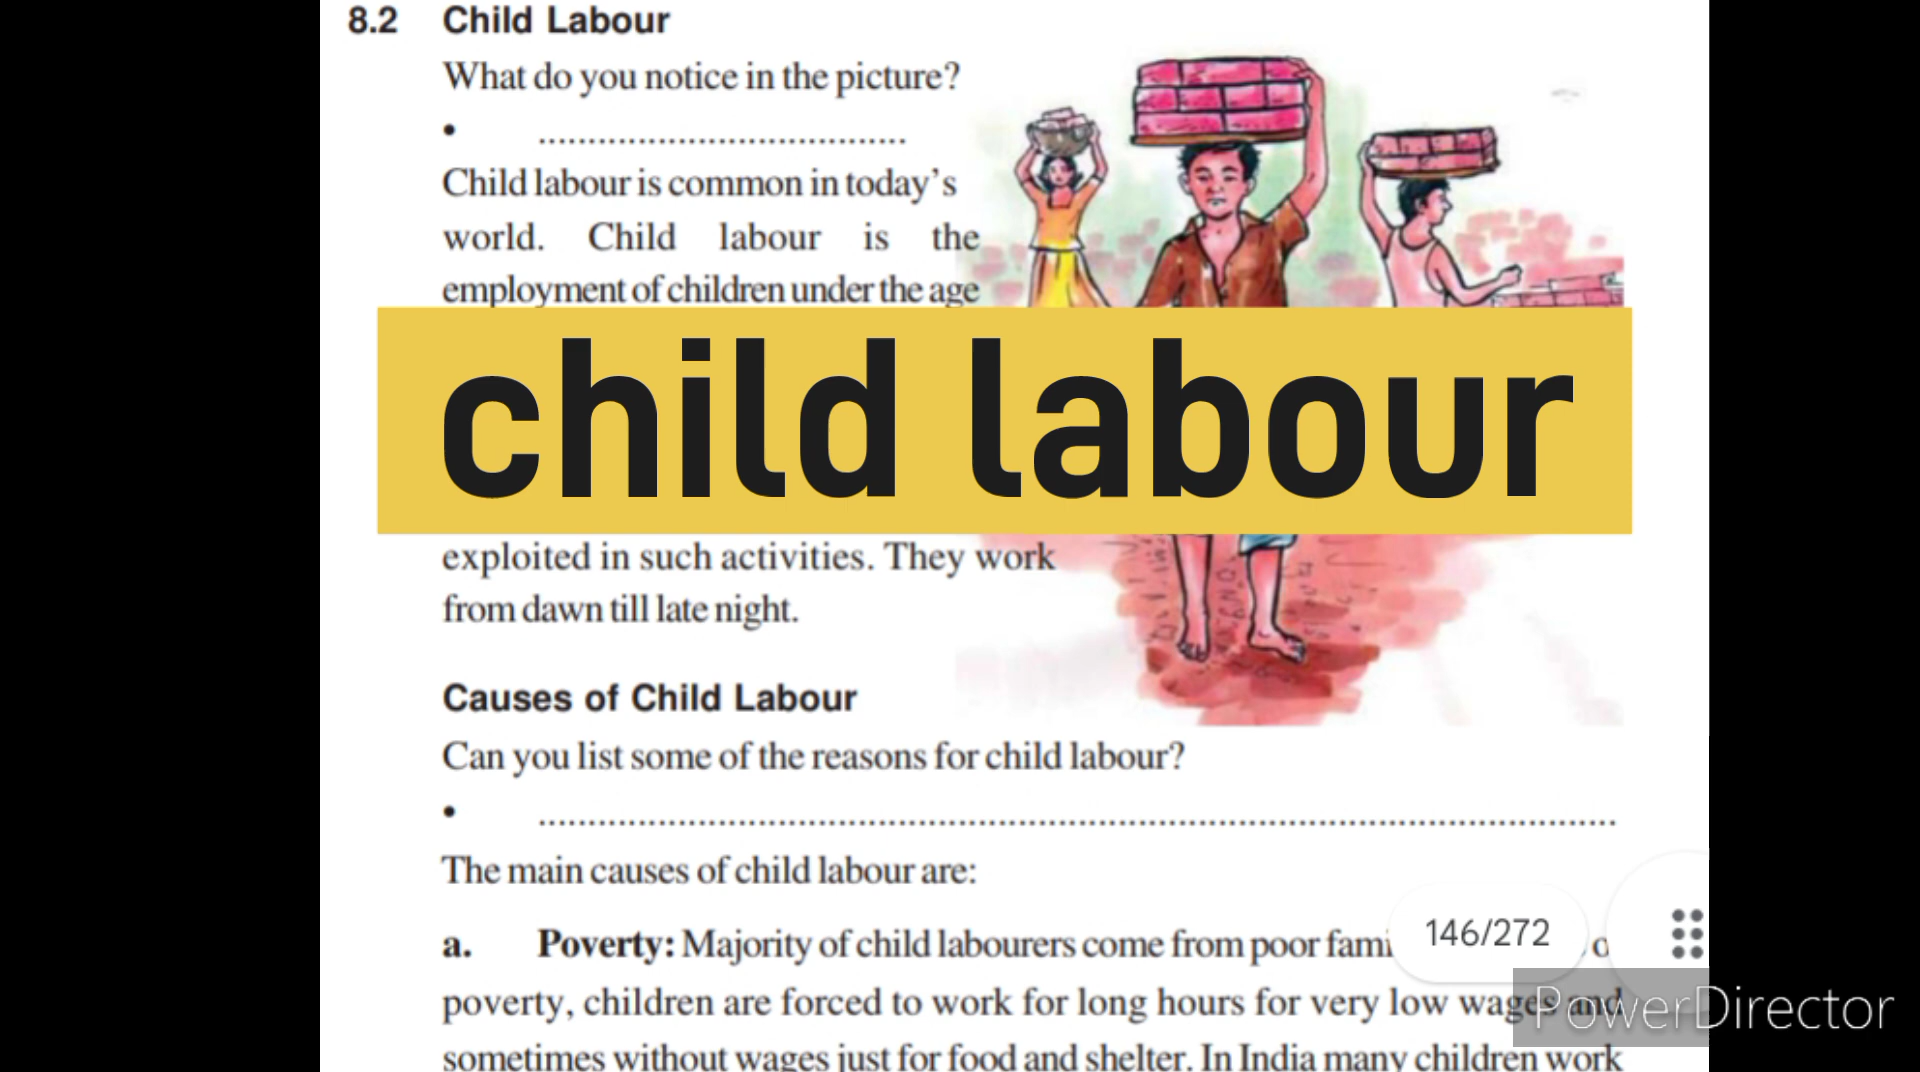 8.2 Child Labour
What do you notice in the picture?
• ....................................
Child labour is common in today's
world. Child labour is the
employment of children under the age
child labour
exploited in such activities. They work
from dawn till late night.
Causes of Child Labour
Can you list some of the reasons for child labour?
• ............................................................................................................
The main causes of child labour are:
a. Poverty: Majority of child labourers come from poor
146/272
poverty, children are forced to work for long hours for very low wages and
PowerDirector
sometimes without wages just for food and shelter. In India many children work